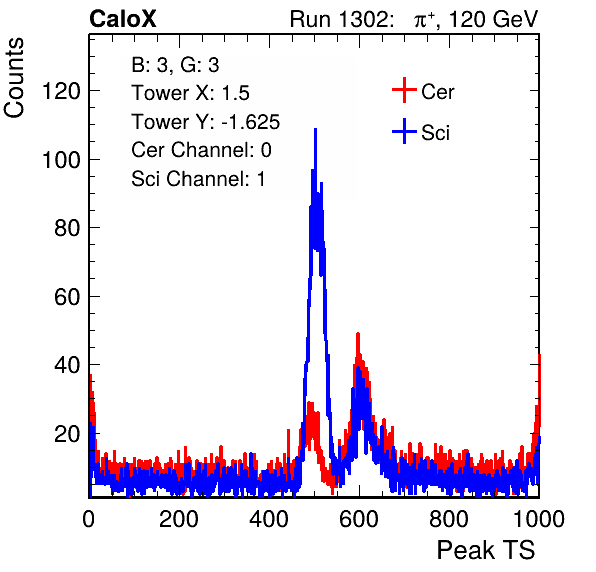 CaloX Run 1302: π⁺, 120 GeV
Counts
B: 3, G: 3
Tower X: 1.5
Tower Y: -1.625
Cer Channel: 0
Sci Channel: 1
Cer
Sci
120
100
80
60
40
20
0 200 400 600 800 1000
Peak TS